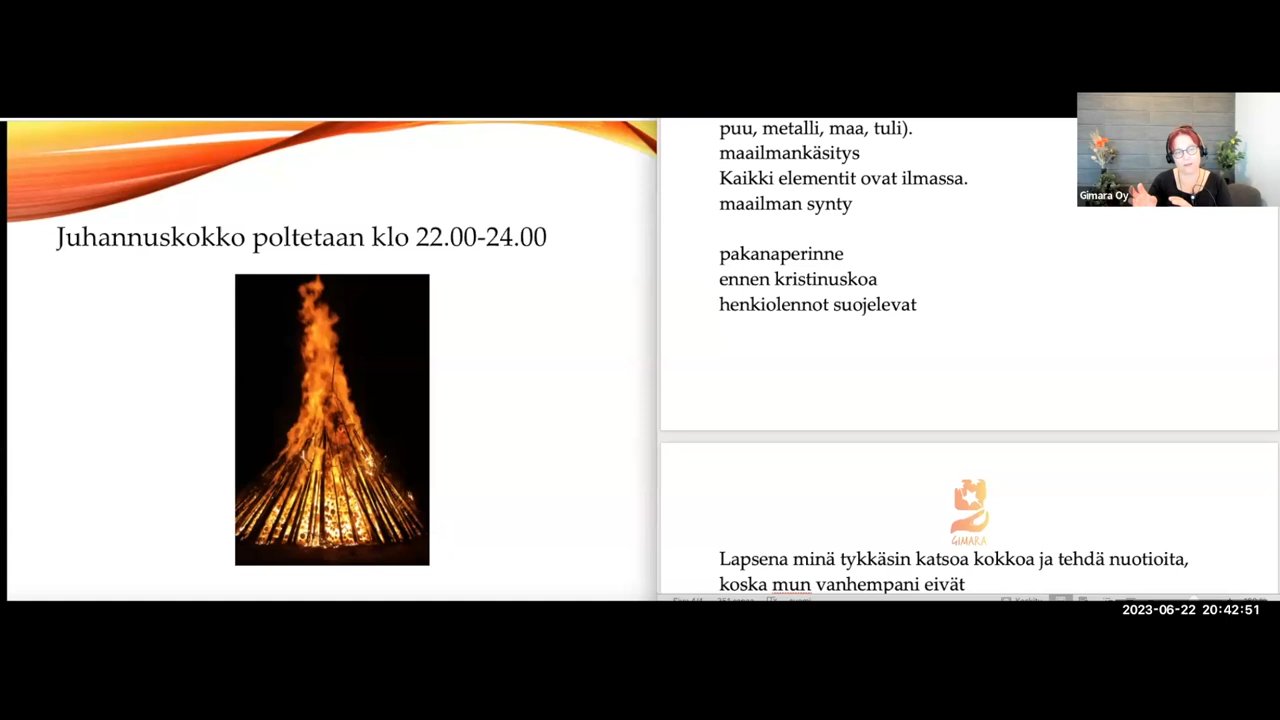 Juhannuskokko poltetaan klo 22.00-24.00
puu, metalli, maa, tuli).
maailmankäsitys
Kaikki elementit ovat ilmassa.
maailman synty
pakanaperinne
ennen kristinuskoa
henkiolennot suojelevat
GIMARA
Lapsena minä tykkäsin katsoa kokkoa ja tehdä nuotioita,
koska mun vanhempani eivät
Gimara Oy
2023-06-22 20:42:51